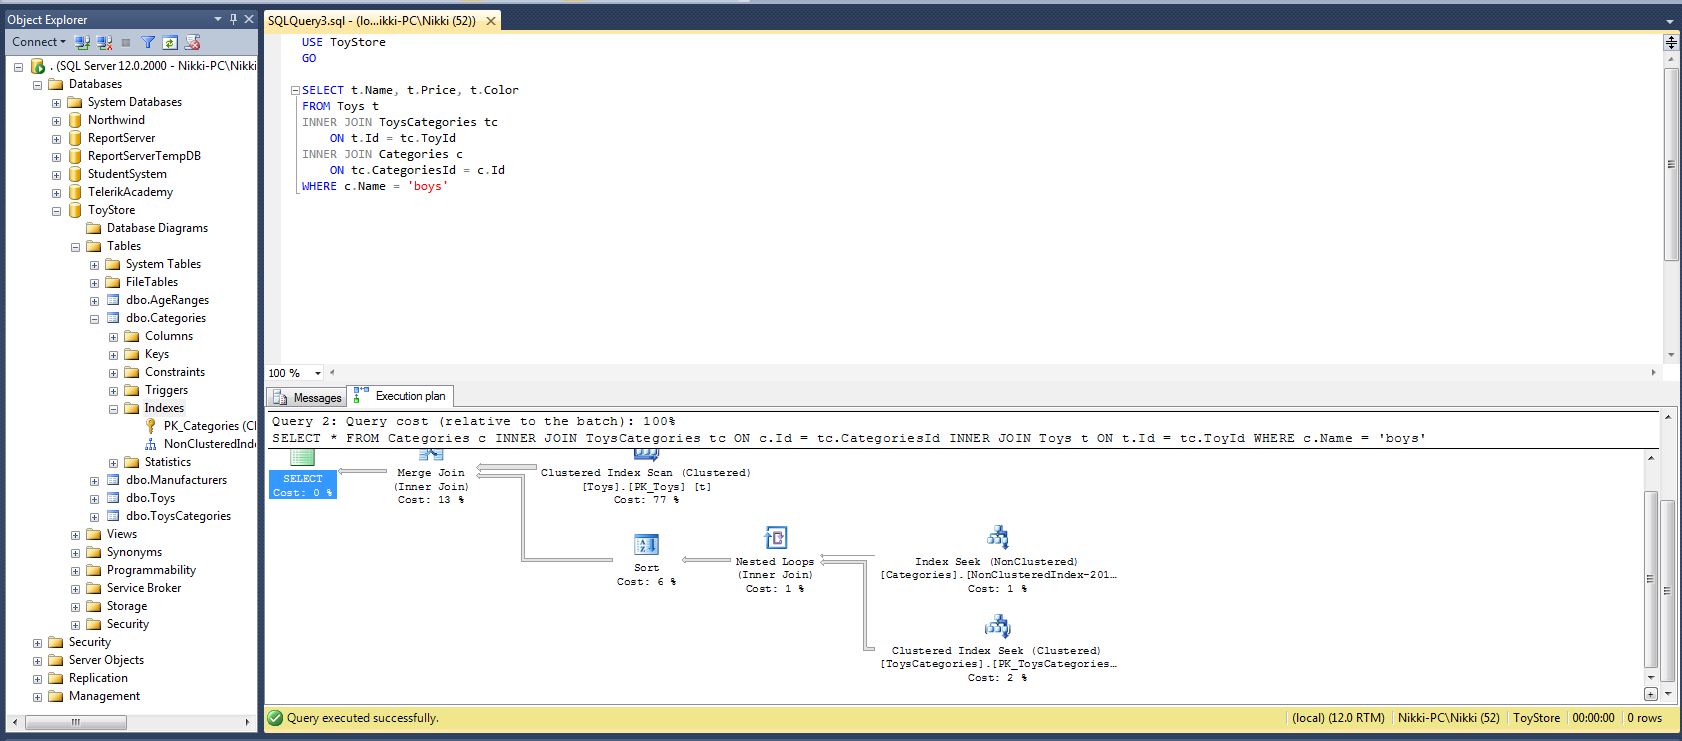 Object Explorer
Connect
. (SQL Server 12.0.2000 - Nikki-PC\Nikki
Databases
System Databases
Northwind
ReportServer
ReportServerTempDB
StudentSystem
TelerikAcademy
ToyStore
Database Diagrams
Tables
System Tables
FileTables
dbo.AgeRanges
dbo.Categories
Columns
Keys
Constraints
Triggers
Indexes
PK_Categories (Cl
NonClusteredInde
Statistics
dbo.Manufacturers
dbo.Toys
dbo.ToysCategories
Views
Synonyms
Programmability
Service Broker
Storage
Security
Security
Server Objects
Replication
Management
SQLQuery3.sql - (lo...ikki-PC\Nikki (52))
USE ToyStore
GO
SELECT t.Name, t.Price, t.Color
FROM Toys t
INNER JOIN ToysCategories tc
ON t.Id = tc.ToyId
INNER JOIN Categories c
ON tc.CategoriesId = c.Id
WHERE c.Name = 'boys'
100 %
Messages
Execution plan
Query 2: Query cost (relative to the batch): 100%
SELECT * FROM Categories c INNER JOIN ToysCategories tc ON c.Id = tc.CategoriesId INNER JOIN Toys t ON t.Id = tc.ToyId WHERE c.Name = 'boys'
SELECT
Cost: 0 %
Merge Join
(Inner Join)
Cost: 13 %
Clustered Index Scan (Clustered)
[Toys].[PK_Toys] [t]
Cost: 77 %
Sort
Cost: 6 %
Nested Loops
(Inner Join)
Cost: 1 %
Index Seek (NonClustered)
[Categories].[NonClusteredIndex-201...
Cost: 1 %
Clustered Index Seek (Clustered)
[ToysCategories].[PK_ToysCategories...
Cost: 2 %
Query executed successfully.
(local) (12.0 RTM)
Nikki-PC\Nikki (52)
ToyStore
00:00:00
0 rows